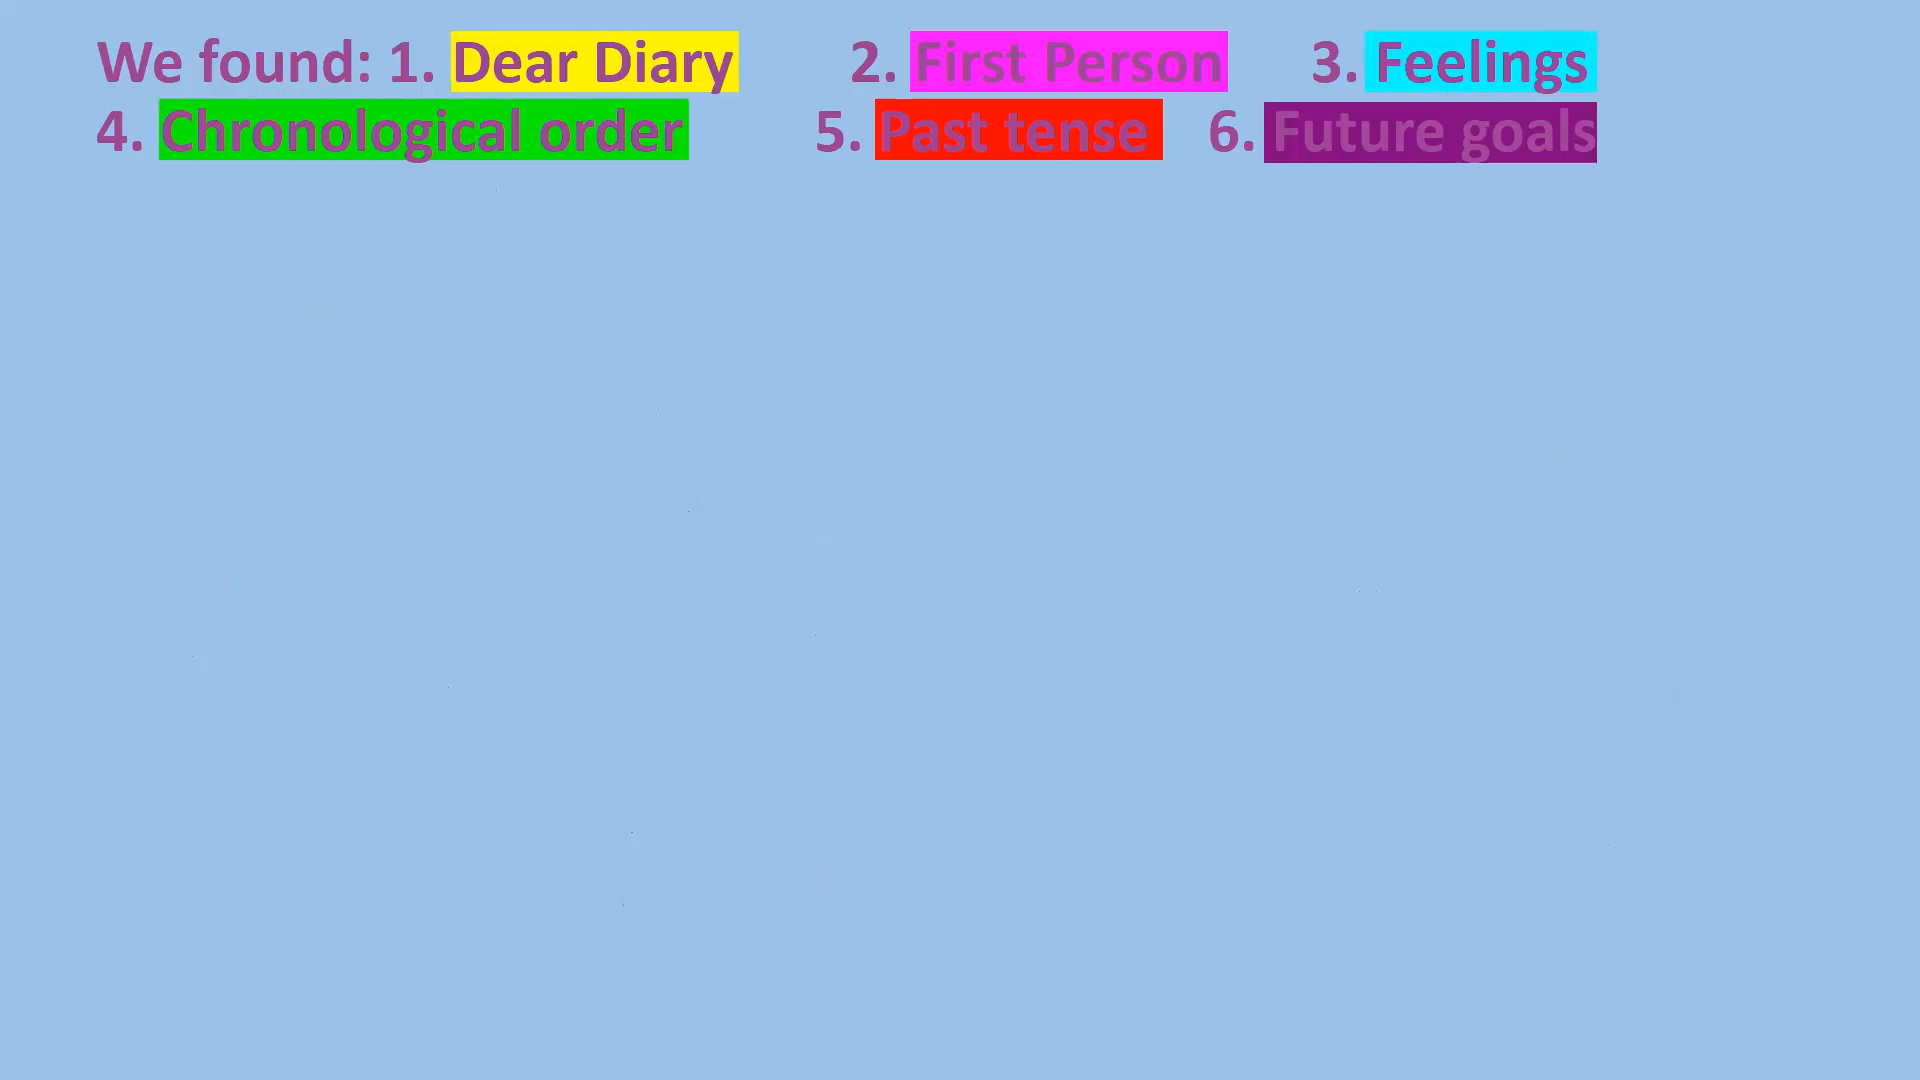 We found: 1. Dear Diary 2. First Person 3. Feelings
4. Chronological order 5. Past tense 6. Future goals